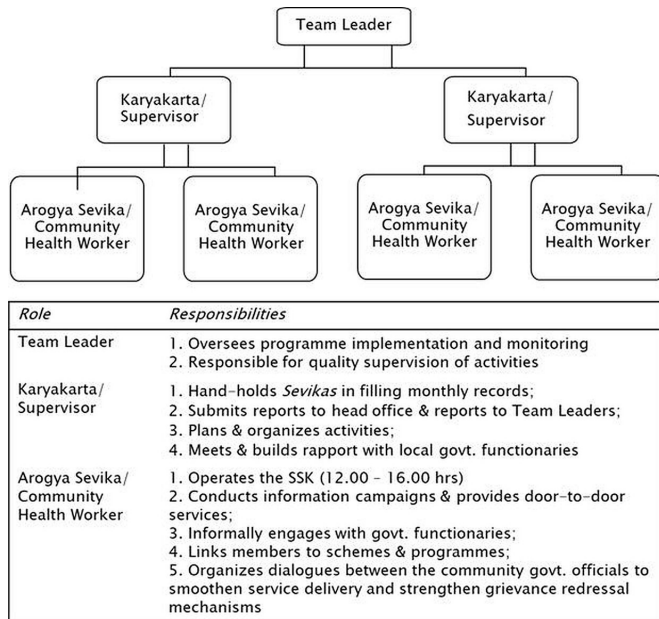 Team Leader
Karyakarta/
Supervisor
Karyakarta/
Supervisor
Arogya Sevika/
Community
Health Worker
Arogya Sevika/
Community
Health Worker
Arogya Sevika/
Community
Health Worker
Arogya Sevika/
Community
Health Worker
Role Responsibilities
Team Leader 1. Oversees programme implementation and monitoring
2. Responsible for quality supervision of activities
Karyakarta/ 1. Hand-holds Sevikas in filling monthly records;
Supervisor 2. Submits reports to head office & reports to Team Leaders;
3. Plans & organizes activities;
4. Meets & builds rapport with local govt. functionaries
Arogya Sevika/ 1. Operates the SSK (12.00 – 16.00 hrs)
Community 2. Conducts information campaigns & provides door-to-door
Health Worker services;
3. Informally engages with govt. functionaries;
4. Links members to schemes & programmes;
5. Organizes dialogues between the community govt. officials to
smoothen service delivery and strengthen grievance redressal
mechanisms